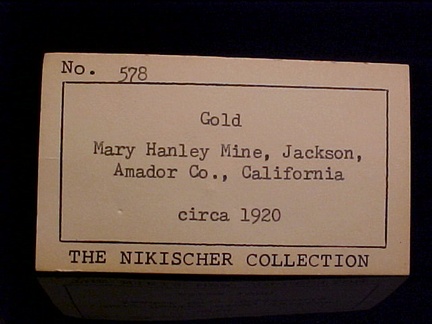 No. 578
Gold
Mary Hanley Mine, Jackson,
Amador Co., California
circa 1920
THE NIKISCHER COLLECTION